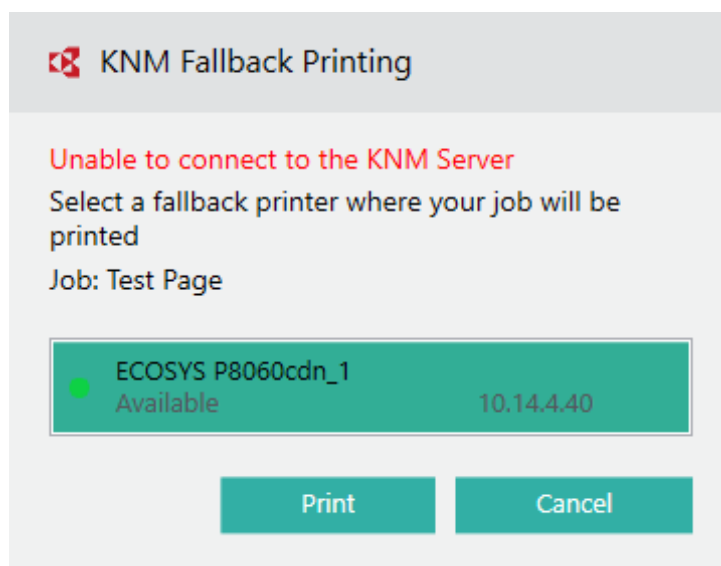 KNM Fallback Printing
Unable to connect to the KNM Server
Select a fallback printer where your job will be
printed
Job: Test Page
ECOSYS P8060cdn_1
Available 10.14.4.40
Print Cancel